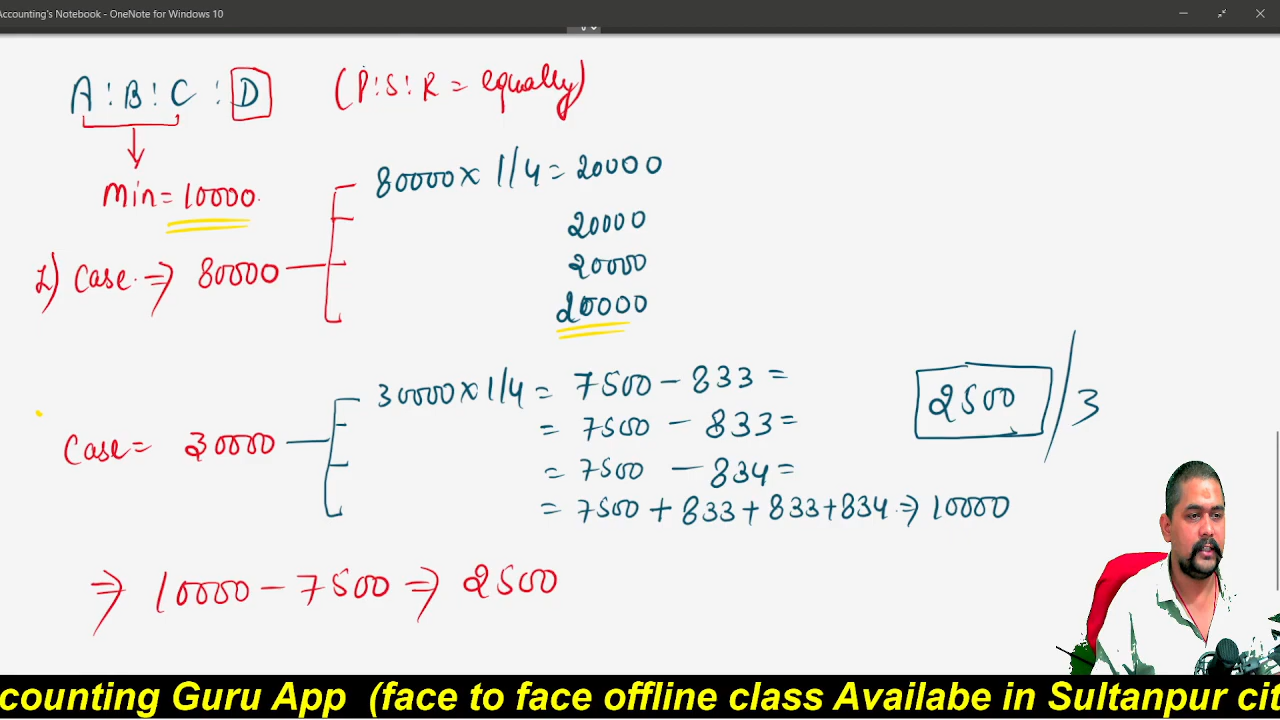 Accounting's Notebook - OneNote for Windows 10
A : B : C : D (P:S:R = equally)
Min = 10000
80000 x 1/4 = 20000
20000
20000
20000
Case => 80000
30000 x 1/4 = 7500 - 833 =
= 7500 - 833 =
= 7500 - 834 =
= 7500 + 833 + 833 + 834 => 10000
2500 / 3
Case = 30000
=> 10000 - 7500 => 2500
counting Guru App (face to face offline class Availabe in Sultanpur cit